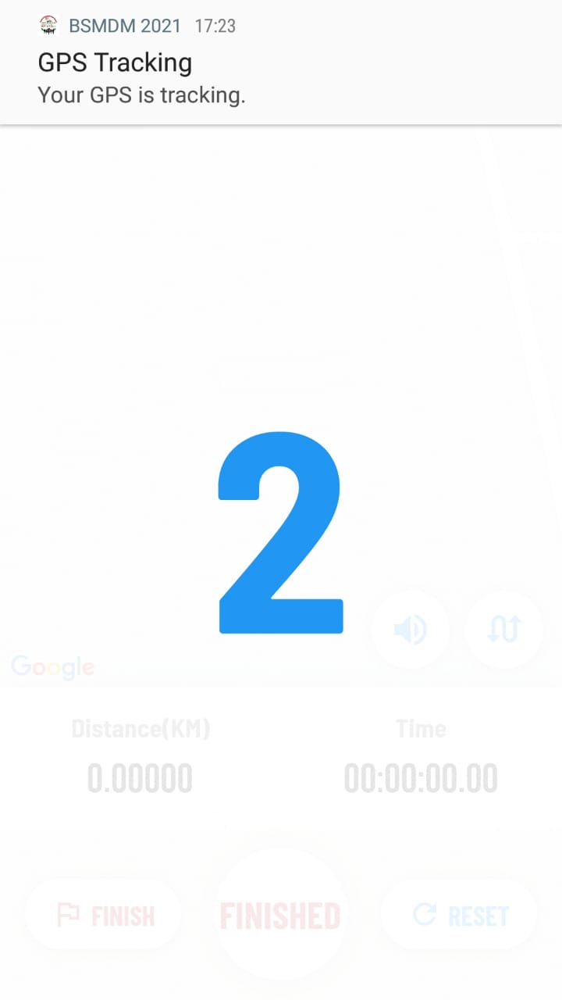 BSMDM 2021 17:23
GPS Tracking
Your GPS is tracking.
2
Google
Distance(KM) Time
0.00000 00:00:00.00
FINISH FINISHED RESET